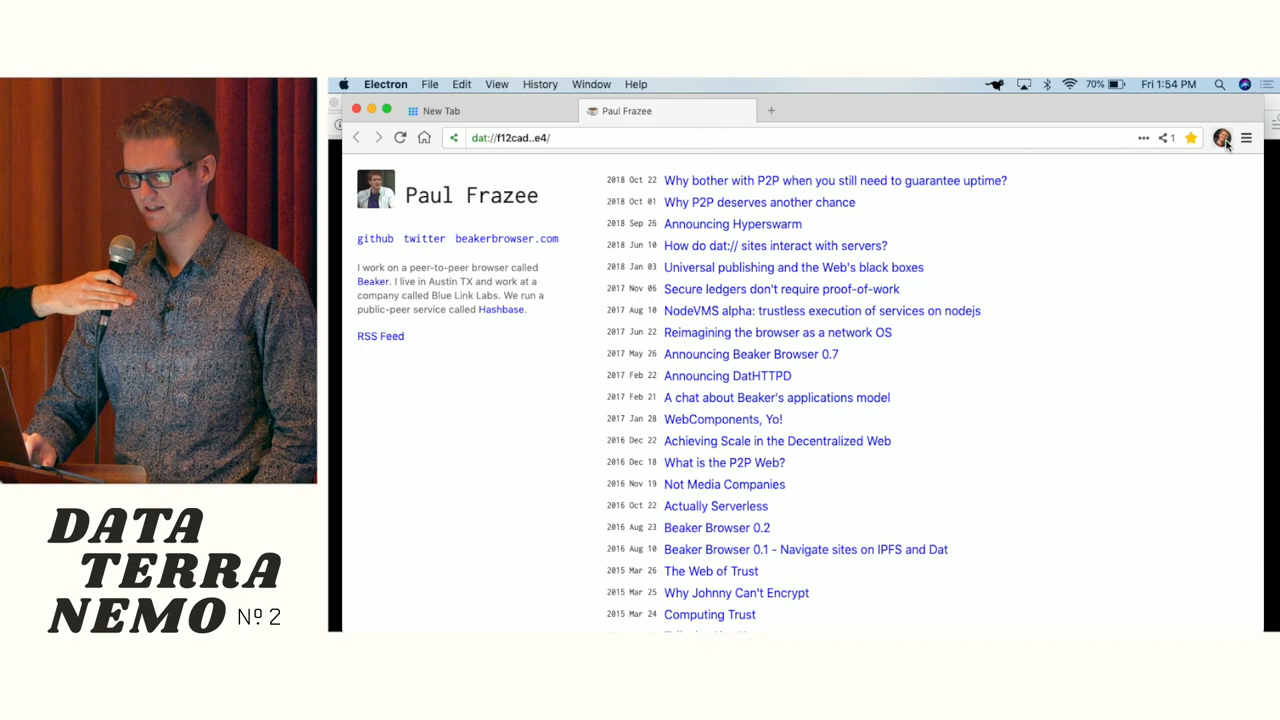 Electron File Edit View History Window Help 70% Fri 1:54 PM
New Tab Paul Frazee
dat://f12cad..e4/ 1
Paul Frazee
github twitter beakerbrowser.com
I work on a peer-to-peer browser called
Beaker. I live in Austin TX and work at a
company called Blue Link Labs. We run a
public-peer service called Hashbase.
RSS Feed
2018 Oct 22 Why bother with P2P when you still need to guarantee uptime?
2018 Oct 01 Why P2P deserves another chance
2018 Sep 26 Announcing Hyperswarm
2018 Jun 10 How do dat:// sites interact with servers?
2018 Jan 03 Universal publishing and the Web's black boxes
2017 Nov 06 Secure ledgers don't require proof-of-work
2017 Aug 10 NodeVMS alpha: trustless execution of services on nodejs
2017 Jun 22 Reimagining the browser as a network OS
2017 May 26 Announcing Beaker Browser 0.7
2017 Feb 22 Announcing DatHTTPD
2017 Feb 21 A chat about Beaker's applications model
2017 Jan 28 WebComponents, Yo!
2016 Dec 22 Achieving Scale in the Decentralized Web
2016 Dec 18 What is the P2P Web?
2016 Nov 19 Not Media Companies
2016 Oct 22 Actually Serverless
2016 Aug 23 Beaker Browser 0.2
2016 Aug 10 Beaker Browser 0.1 - Navigate sites on IPFS and Dat
2015 Mar 26 The Web of Trust
2015 Mar 25 Why Johnny Can't Encrypt
2015 Mar 24 Computing Trust
DATA
TERRA
NEMO Nº 2